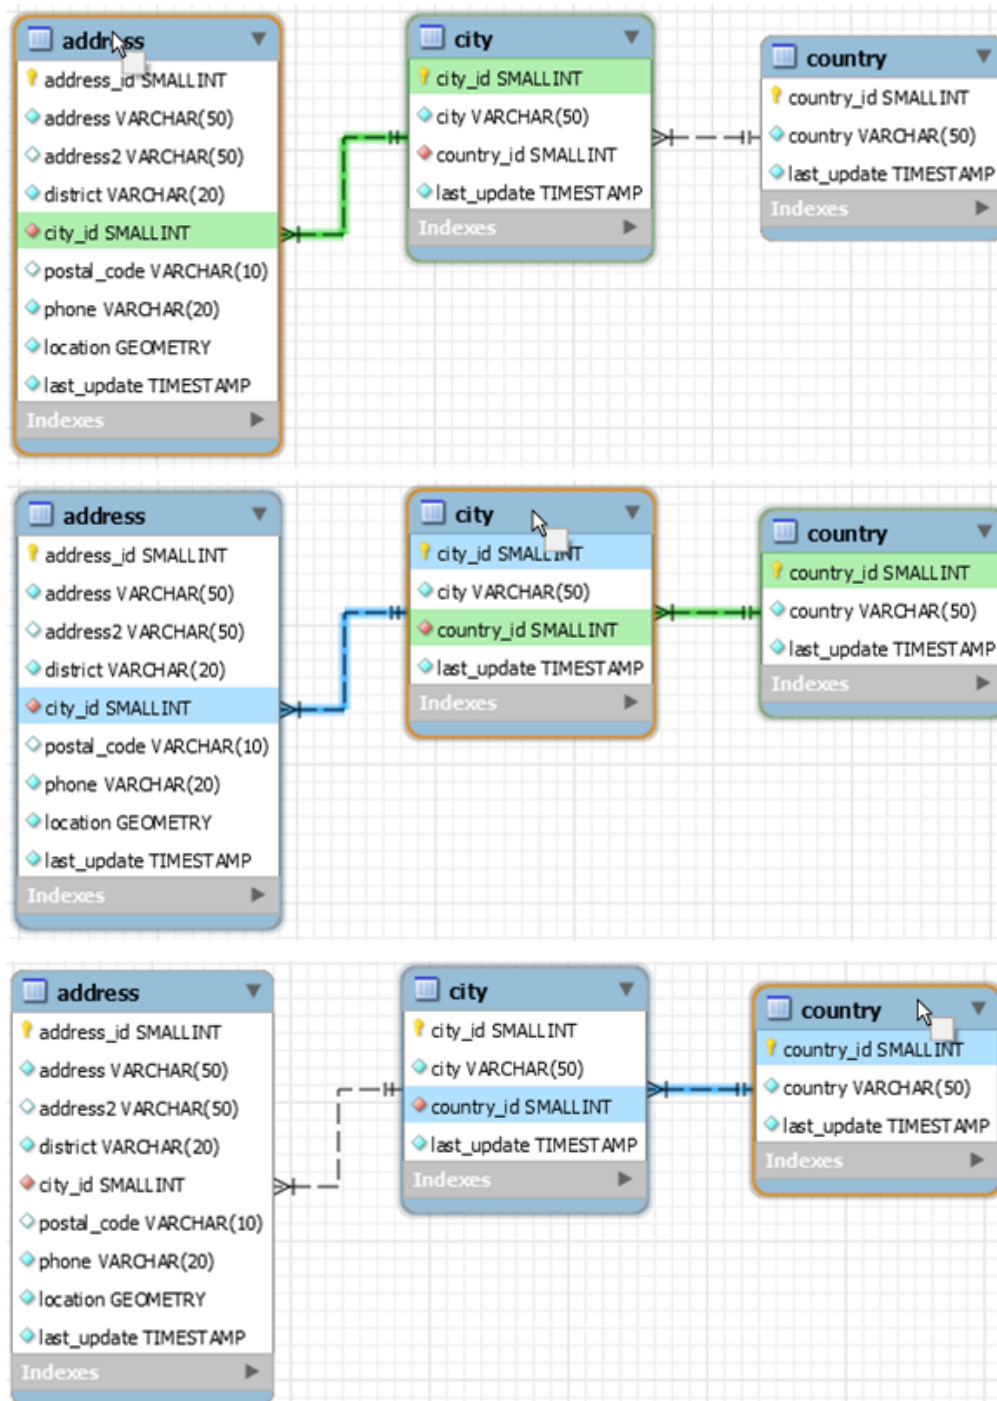 address
address_id SMALLINT
address VARCHAR(50)
address2 VARCHAR(50)
district VARCHAR(20)
city_id SMALLINT
postal_code VARCHAR(10)
phone VARCHAR(20)
location GEOMETRY
last_update TIMESTAMP
Indexes
city
city_id SMALLINT
city VARCHAR(50)
country_id SMALLINT
last_update TIMESTAMP
Indexes
country
country_id SMALLINT
country VARCHAR(50)
last_update TIMESTAMP
Indexes
address
address_id SMALLINT
address VARCHAR(50)
address2 VARCHAR(50)
district VARCHAR(20)
city_id SMALLINT
postal_code VARCHAR(10)
phone VARCHAR(20)
location GEOMETRY
last_update TIMESTAMP
Indexes
city
city_id SMALLINT
city VARCHAR(50)
country_id SMALLINT
last_update TIMESTAMP
Indexes
country
country_id SMALLINT
country VARCHAR(50)
last_update TIMESTAMP
Indexes
address
address_id SMALLINT
address VARCHAR(50)
address2 VARCHAR(50)
district VARCHAR(20)
city_id SMALLINT
postal_code VARCHAR(10)
phone VARCHAR(20)
location GEOMETRY
last_update TIMESTAMP
Indexes
city
city_id SMALLINT
city VARCHAR(50)
country_id SMALLINT
last_update TIMESTAMP
Indexes
country
country_id SMALLINT
country VARCHAR(50)
last_update TIMESTAMP
Indexes